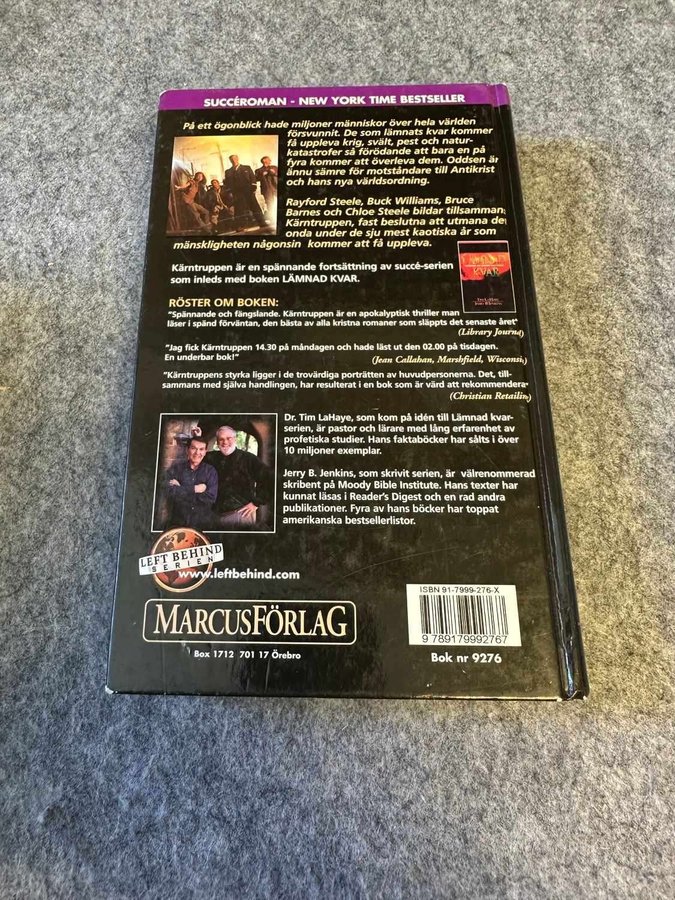 SUCCÉROMAN - NEW YORK TIME BESTSELLER
På ett ögonblick hade miljoner människor över hela världen
försvunnit. De som lämnats kvar kommer
få uppleva krig, svält, pest och natur-
katastrofer så förödande att bara en på
fyra kommer att överleva dem. Oddsen är
ännu sämre för motståndare till Antikrist
och hans nya världsordning.
Rayford Steele, Buck Williams, Bruce
Barnes och Chloe Steele bildar tillsamman
Kärntruppen, fast beslutna att utmana de
onda under de sju mest kaotiska år som
mänskligheten någonsin kommer att få uppleva.
Kärntruppen är en spännande fortsättning av succé-serien
som inleds med boken LÄMNAD KVAR.
LÄMNAD
KVAR
TIM LAHAYE
JERRY B. JENKINS
RÖSTER OM BOKEN:
"Spännande och fängslande. Kärntruppen är en apokalyptisk thriller man
läser i spänd förväntan, den bästa av alla kristna romaner som släppts det senaste året"
(Library Journa
"Jag fick Kärntruppen 14.30 på måndagen och hade läst ut den 02.00 på tisdagen.
En underbar bok!"
(Jean Callahan, Marshfield, Wisconsi
"Kärntruppens styrka ligger i de trovärdiga porträtten av huvudpersonerna. Det, till-
sammans med själva handlingen, har resulterat i en bok som är värd att rekommendera"
(Christian Retailin
Dr. Tim LaHaye, som kom på idén till Lämnad kvar-
serien, är pastor och lärare med lång erfarenhet av
profetiska studier. Hans faktaböcker har sålts i över
10 miljoner exemplar.
Jerry B. Jenkins, som skrivit serien, är välrenommerad
skribent på Moody Bible Institute. Hans texter har
kunnat läsas i Reader's Digest och en rad andra
publikationer. Fyra av hans böcker har toppat
amerikanska bestsellerlistor.
LEFT BEHIND
SERIEN
www.leftbehind.com
MARCUSFÖRLAG
Box 1712 701 17 Örebro
ISBN 91-7999-276-X
9 789179 992767
Bok nr 9276